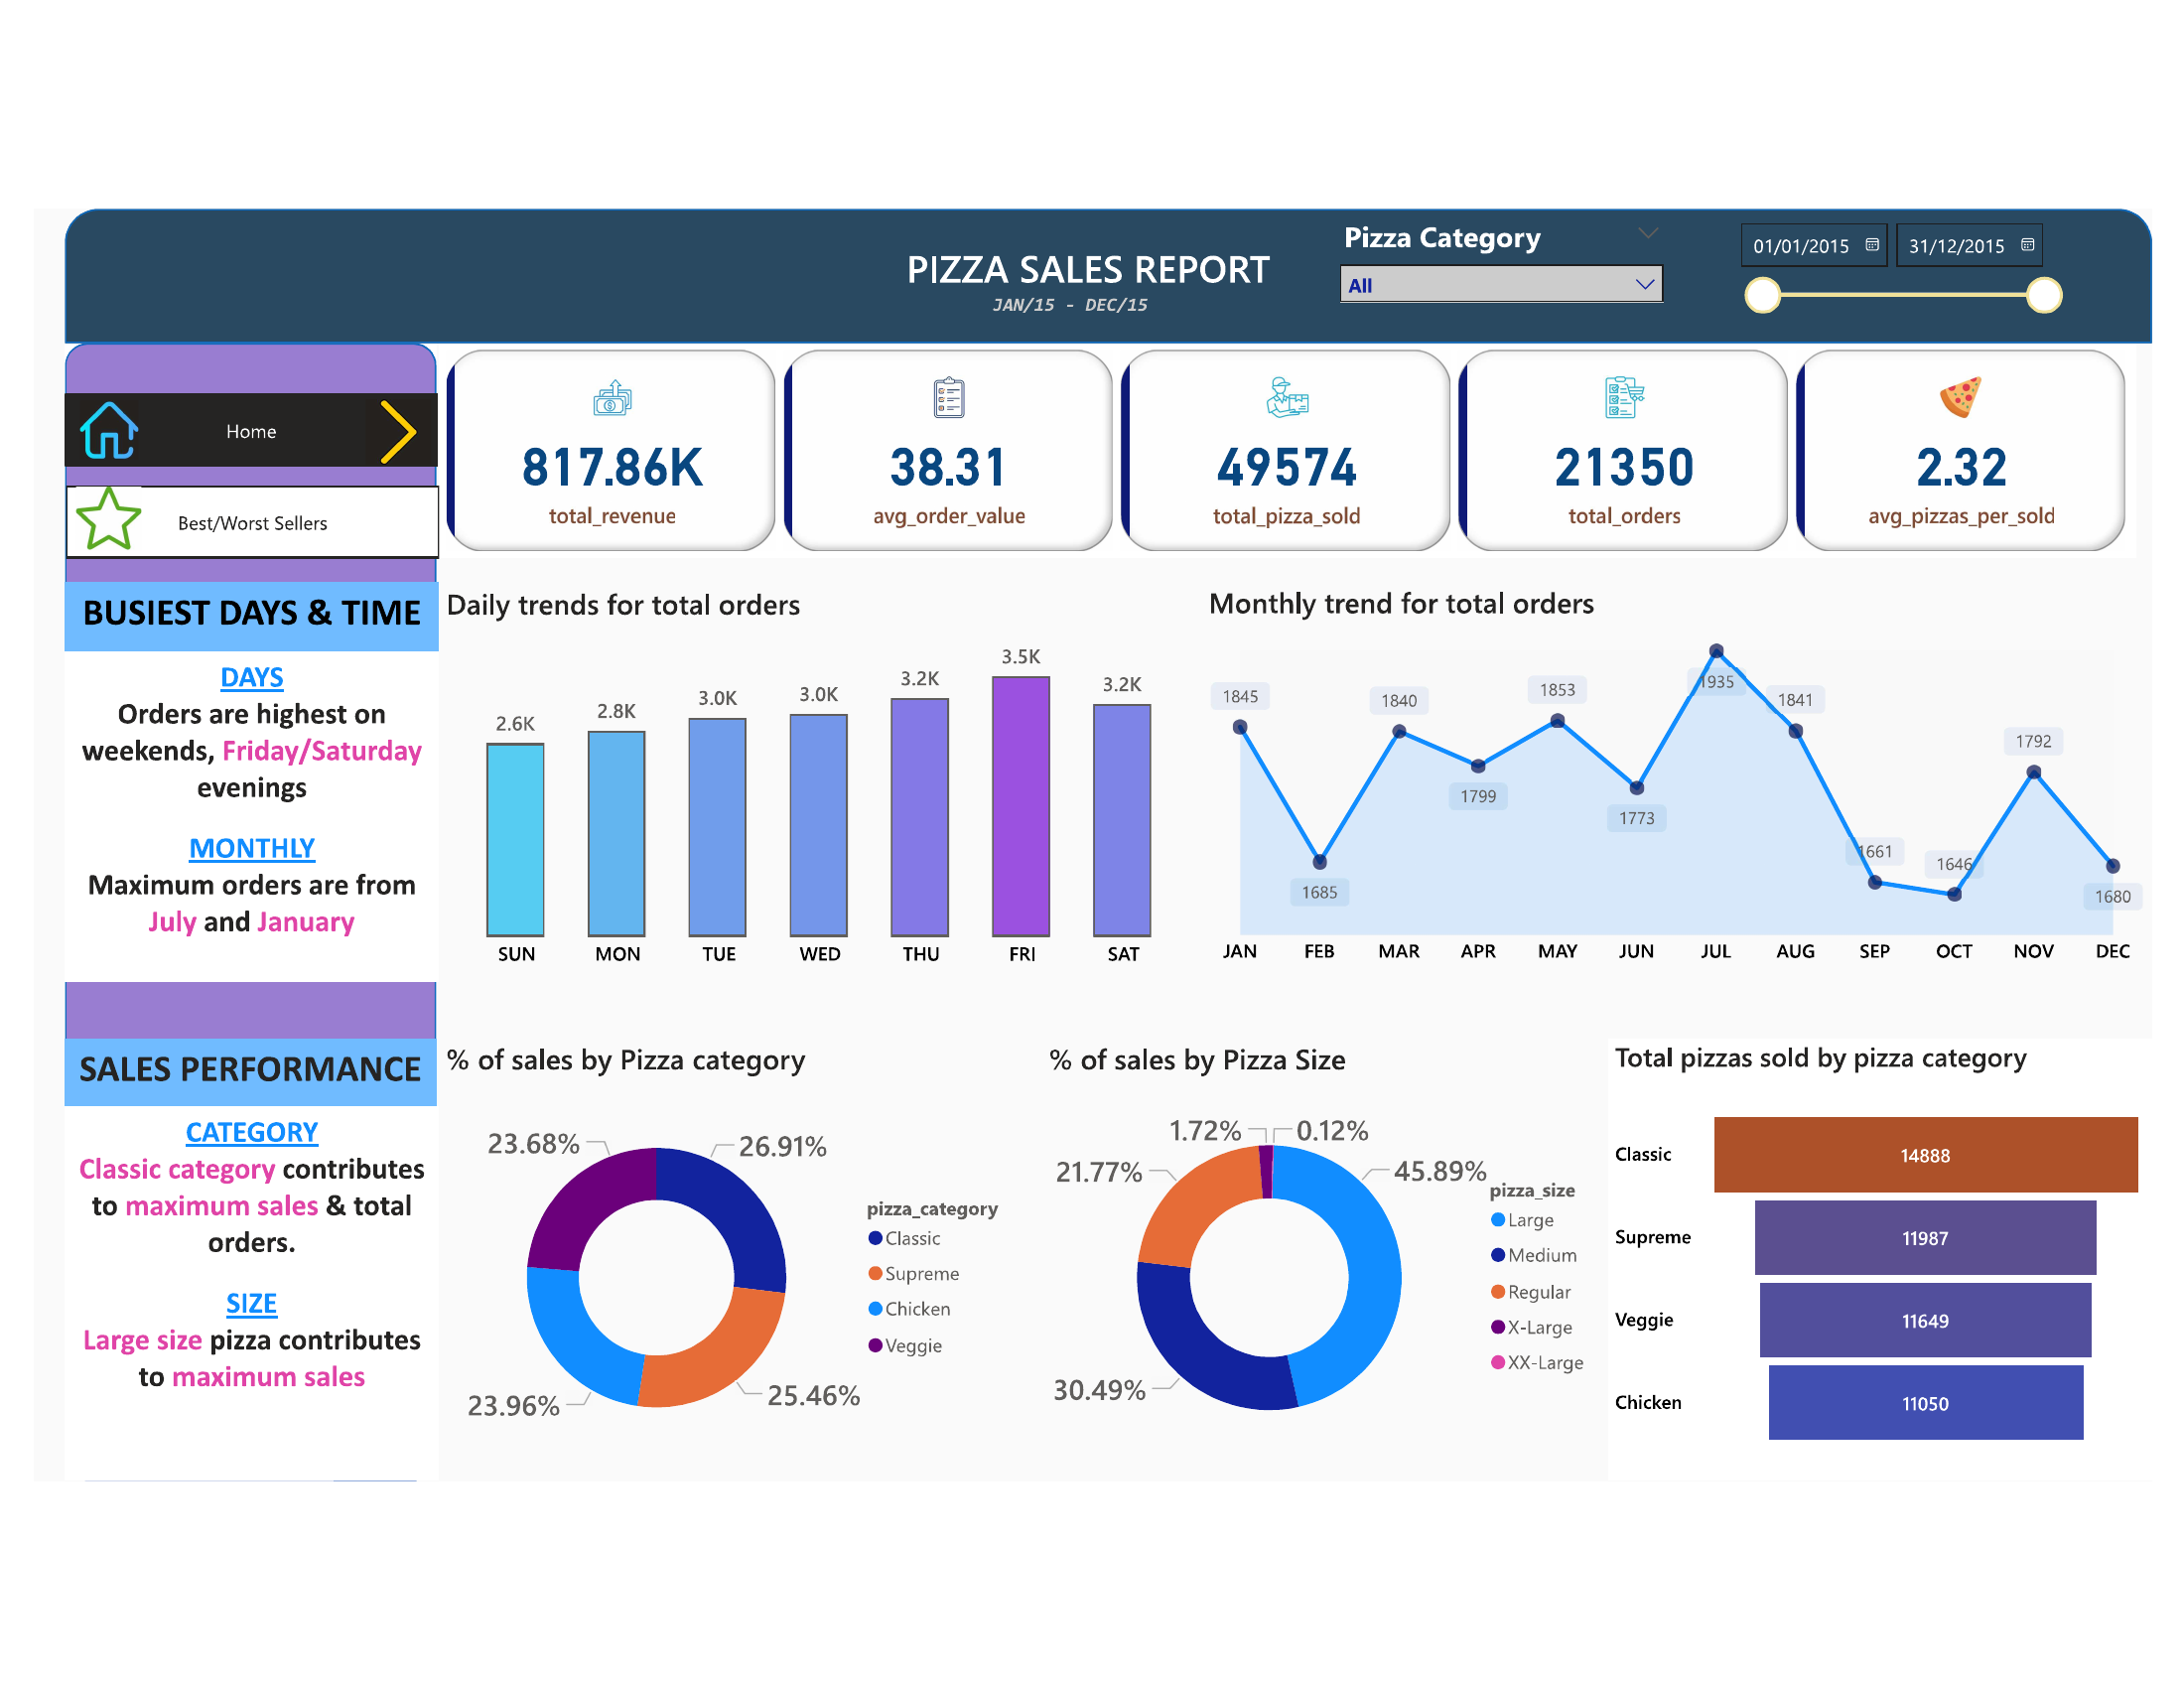 PIZZA SALES REPORT
JAN/15 - DEC/15
Pizza Category
All
01/01/2015
31/12/2015
Home
Best/Worst Sellers
817.86K
total_revenue
38.31
avg_order_value
49574
total_pizza_sold
21350
total_orders
2.32
avg_pizzas_per_sold
BUSIEST DAYS & TIME
DAYS
Orders are highest on
weekends, Friday/Saturday
evenings
MONTHLY
Maximum orders are from
July and January
Daily trends for total orders
2.6K
2.8K
3.0K
3.0K
3.2K
3.5K
3.2K
SUN
MON
TUE
WED
THU
FRI
SAT
Monthly trend for total orders
1845
1685
1840
1799
1853
1773
1935
1841
1661
1646
1792
1680
JAN
FEB
MAR
APR
MAY
JUN
JUL
AUG
SEP
OCT
NOV
DEC
SALES PERFORMANCE
CATEGORY
Classic category contributes
to maximum sales & total
orders.
SIZE
Large size pizza contributes
to maximum sales
% of sales by Pizza category
23.68%
26.91%
23.96%
25.46%
pizza_category
Classic
Supreme
Chicken
Veggie
% of sales by Pizza Size
1.72%
0.12%
21.77%
45.89%
30.49%
pizza_size
Large
Medium
Regular
X-Large
XX-Large
Total pizzas sold by pizza category
Classic
14888
Supreme
11987
Veggie
11649
Chicken
11050